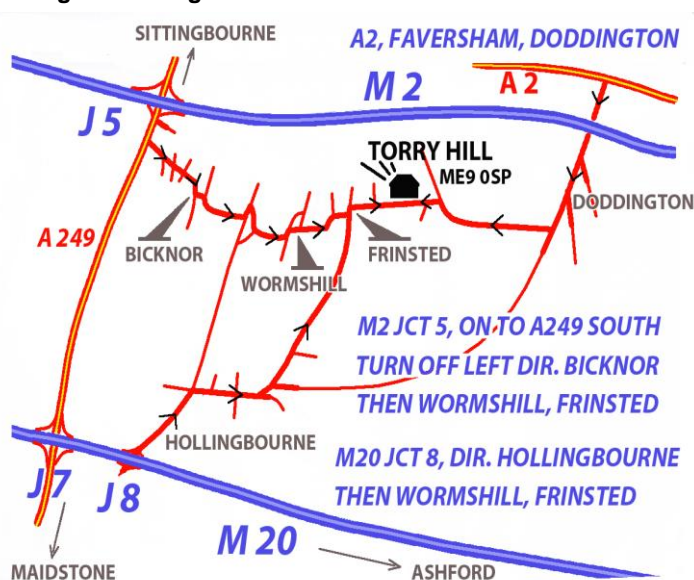 SITTINGBOURNE
A2, FAVERSHAM, DODDINGTON
A 2
M 2
J 5
TORRY HILL
ME9 0SP
DODDINGTON
A 249
BICKNOR
FRINSTED
WORMSHILL
M2 JCT 5, ON TO A249 SOUTH
TURN OFF LEFT DIR. BICKNOR
THEN WORMSHILL, FRINSTED
HOLLINGBOURNE
M20 JCT 8, DIR. HOLLINGBOURNE
THEN WORMSHILL, FRINSTED
J 7
J 8
M 20
MAIDSTONE
ASHFORD